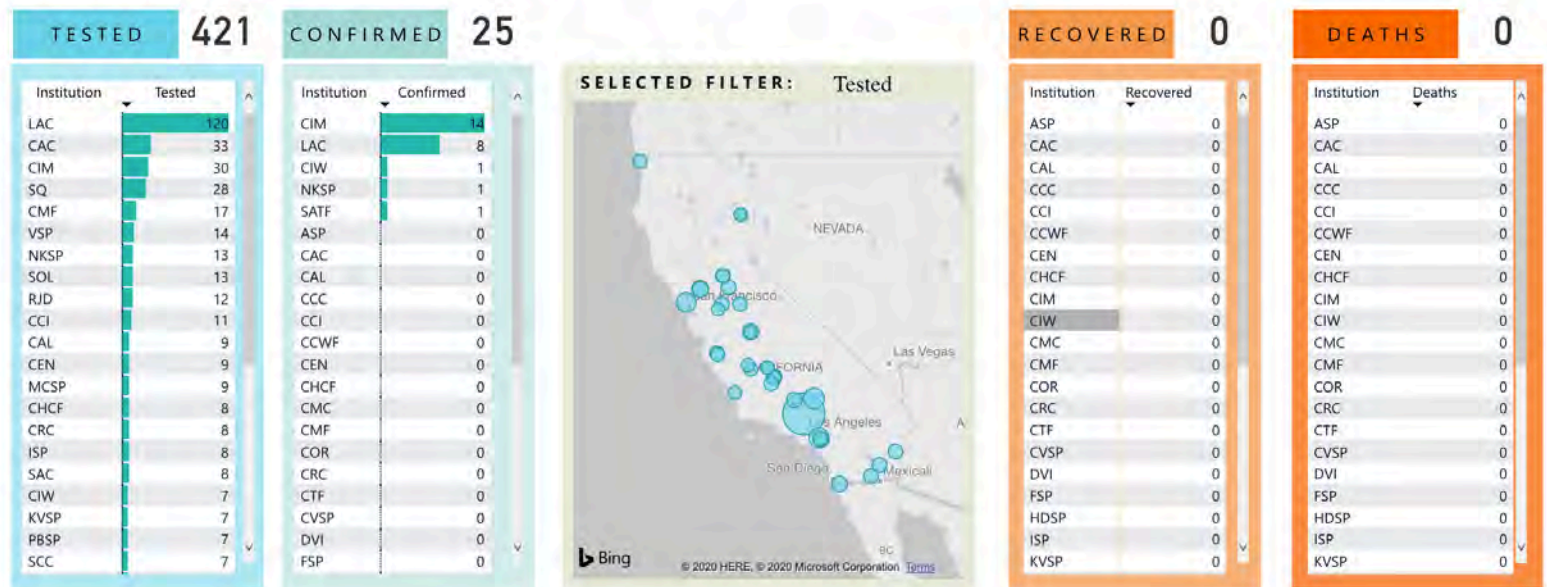 TESTED 421
Institution Tested
LAC 120
CAC 33
CIM 30
SQ 28
CMF 17
VSP 14
NKSP 13
SOL 13
RJD 12
CCI 11
CAL 9
CEN 9
MCSP 9
CHCF 8
CRC 8
ISP 8
SAC 8
CIW 7
KVSP 7
PBSP 7
SCC 7
CONFIRMED 25
Institution Confirmed
CIM 14
LAC 8
CIW 1
NKSP 1
SATF 1
ASP 0
CAC 0
CAL 0
CCC 0
CCI 0
CCWF 0
CEN 0
CHCF 0
CMC 0
CMF 0
COR 0
CRC 0
CTF 0
CVSP 0
DVI 0
FSP 0
SELECTED FILTER: Tested
NEVADA
San Francisco
Las Vegas
Los Angeles
San Diego
Mexicali
BC
Bing
© 2020 HERE, © 2020 Microsoft Corporation Terms
RECOVERED 0
Institution Recovered
ASP 0
CAC 0
CAL 0
CCC 0
CCI 0
CCWF 0
CEN 0
CHCF 0
CIM 0
CIW 0
CMC 0
CMF 0
COR 0
CRC 0
CTF 0
CVSP 0
DVI 0
FSP 0
HDSP 0
ISP 0
KVSP 0
DEATHS 0
Institution Deaths
ASP 0
CAC 0
CAL 0
CCC 0
CCI 0
CCWF 0
CEN 0
CHCF 0
CIM 0
CIW 0
CMC 0
CMF 0
COR 0
CRC 0
CTF 0
CVSP 0
DVI 0
FSP 0
HDSP 0
ISP 0
KVSP 0